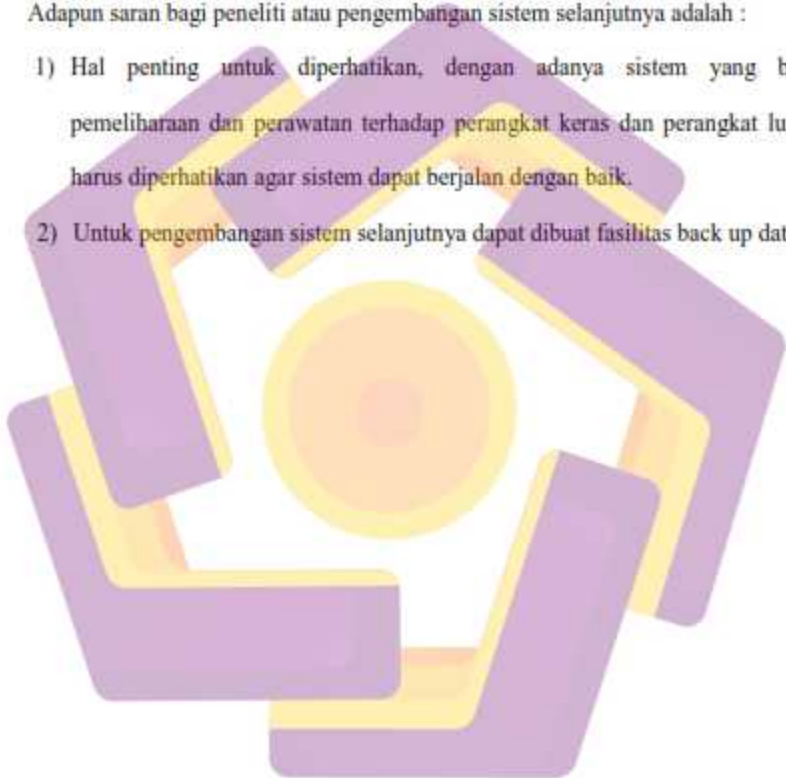 Adapun saran bagi peneliti atau pengembangan sistem selanjutnya adalah :
1) Hal penting untuk diperhatikan, dengan adanya sistem yang
pemeliharaan dan perawatan terhadap perangkat keras dan perangkat
harus diperhatikan agar sistem dapat berjalan dengan baik.
2) Untuk pengembangan sistem selanjutnya dapat dibuat fasilitas back up